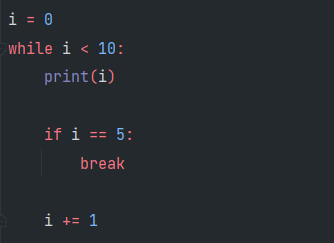 i = 0
while i < 10:
    print(i)

    if i == 5:
        break

    i += 1